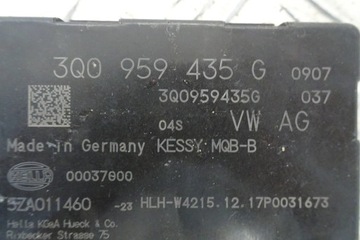 3Q0 959 435 G 0907
3Q0959435G 037
04S VW AG
Made in Germany KESSY MQB-B
00037900
5ZA011460 -23 HLH-W4215.12.17P0031673
Hella KGaA Hueck & Co.
Rixbecker Strasse 75